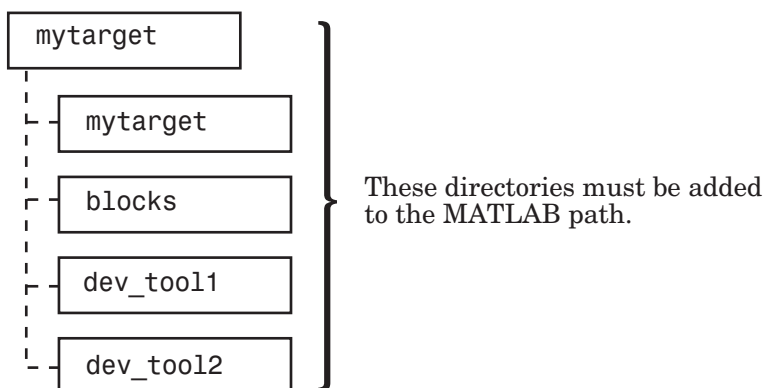 mytarget
mytarget
blocks
dev_tool1
dev_tool2
These directories must be added
to the MATLAB path.